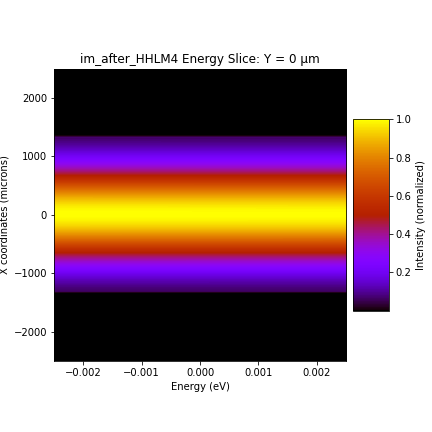 im_after_HHLM4 Energy Slice: Y = 0 μm
X coordinates (microns)
2000
1000
0
−1000
−2000
−0.002 −0.001 0.000 0.001 0.002
Energy (eV)
1.0
0.8
0.6
0.4
0.2
Intensity (normalized)